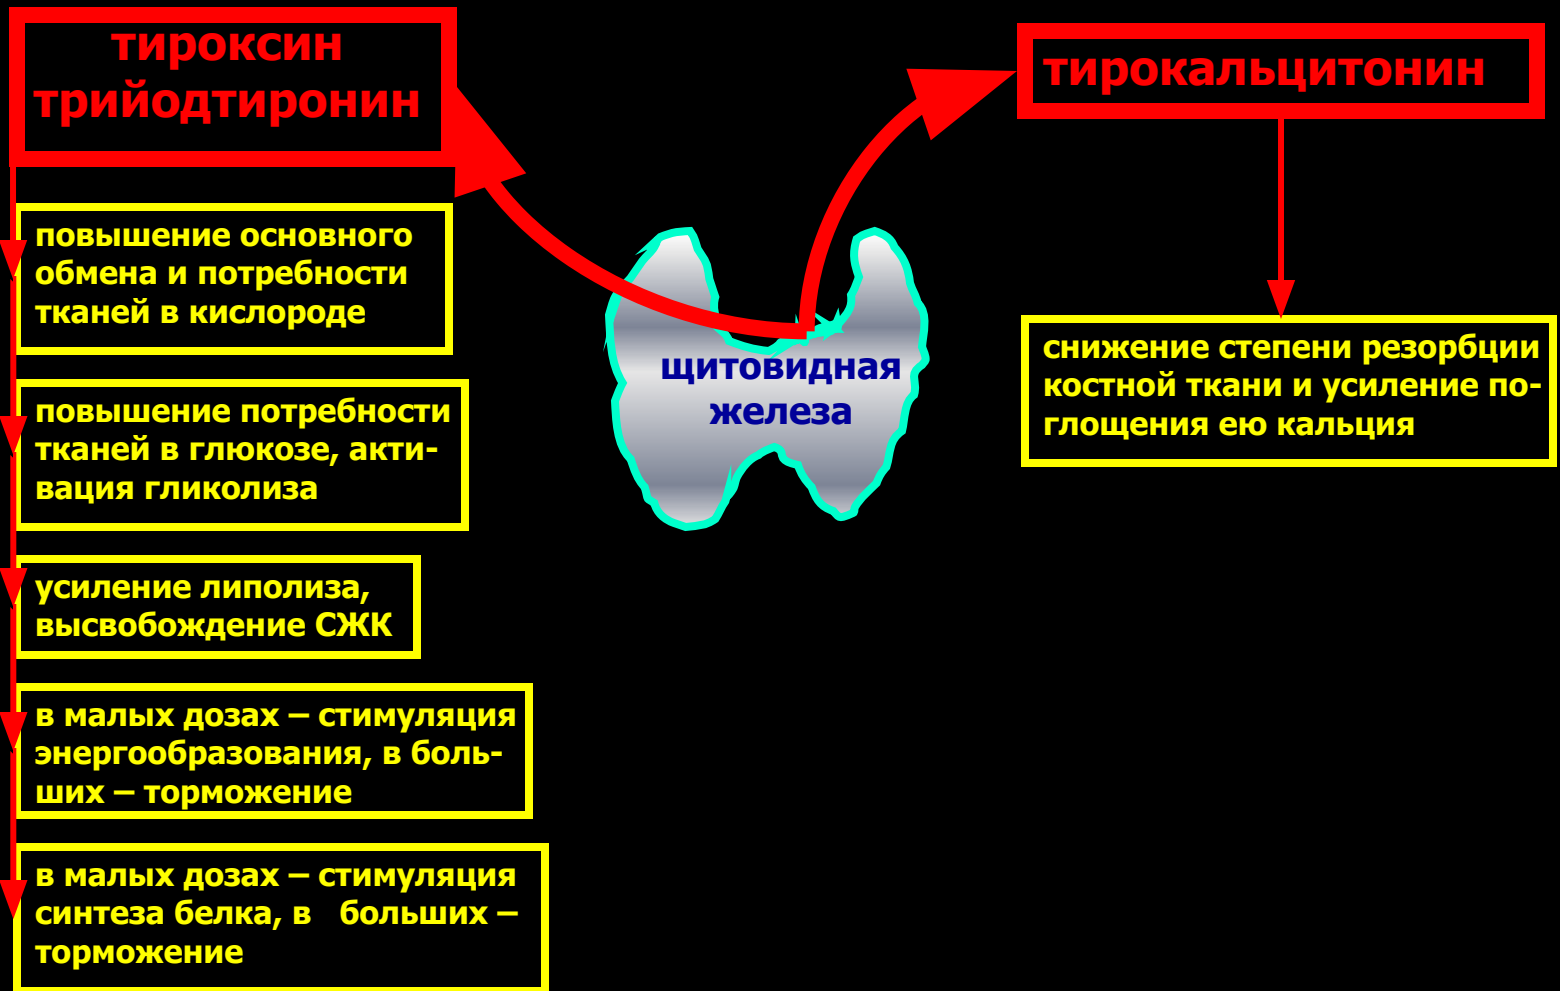 тироксин
трийодтиронин
повышение основного
обмена и потребности
тканей в кислороде
повышение потребности
тканей в глюкозе, акти-
вация гликолиза
усиление липолиза,
высвобождение СЖК
в малых дозах – стимуляция
энергообразования, в боль-
ших – торможение
в малых дозах – стимуляция
синтеза белка, в больших –
торможение
щитовидная
железа
тирокальцитонин
снижение степени резорбции
костной ткани и усиление по-
глощения ею кальция